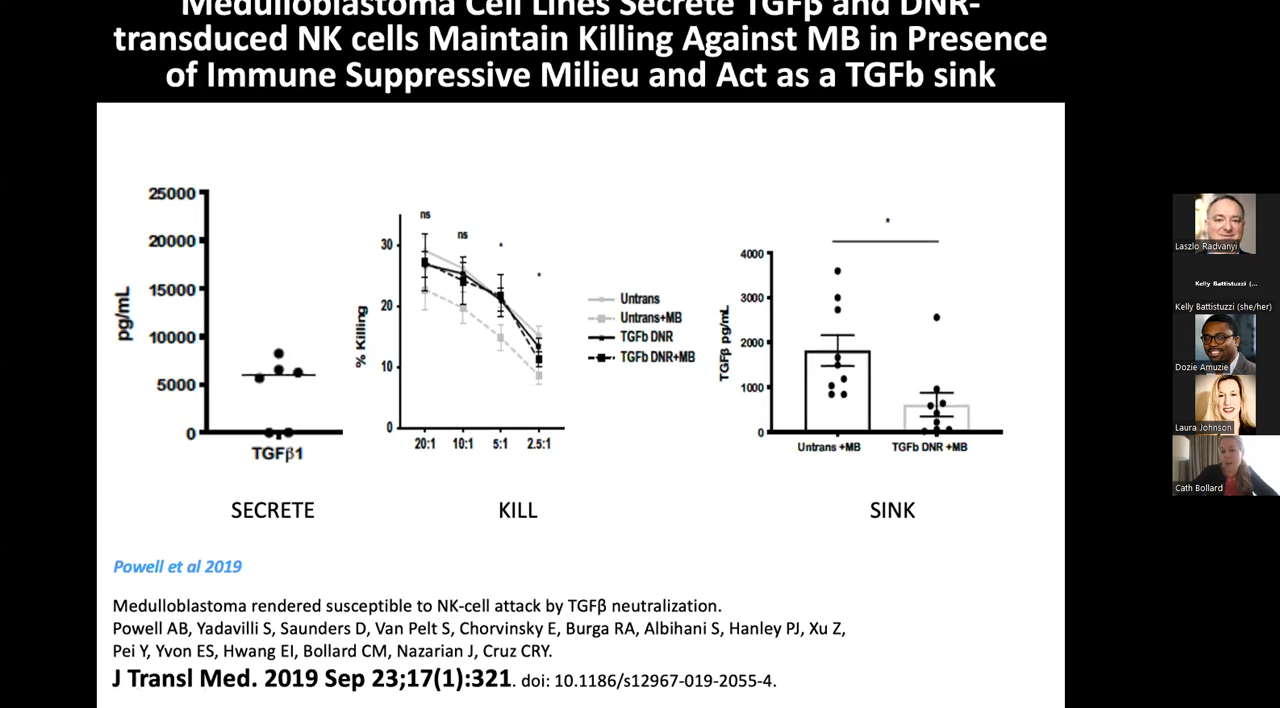 Medulloblastoma Cell Lines Secrete TGFβ and DNR-
transduced NK cells Maintain Killing Against MB in Presence
of Immune Suppressive Milieu and Act as a TGFb sink
25000
20000
15000
10000
5000
0
pg/mL
TGFβ1
SECRETE
ns
ns
*
*
30
20
10
0
% Killing
20:1
10:1
5:1
2.5:1
Untrans
Untrans+MB
TGFb DNR
TGFb DNR+MB
KILL
*
4000
3000
2000
1000
0
TGFβ pg/mL
Untrans +MB
TGFb DNR +MB
SINK
Powell et al 2019
Medulloblastoma rendered susceptible to NK-cell attack by TGFβ neutralization.
Powell AB, Yadavilli S, Saunders D, Van Pelt S, Chorvinsky E, Burga RA, Albihani S, Hanley PJ, Xu Z,
Pei Y, Yvon ES, Hwang EI, Bollard CM, Nazarian J, Cruz CRY.
J Transl Med. 2019 Sep 23;17(1):321. doi: 10.1186/s12967-019-2055-4.
Laszlo Radvanyi
Kelly Battistuzzi (...
Kelly Battistuzzi (she/her)
Dozie Amuzie
Laura Johnson
Cath Bollard